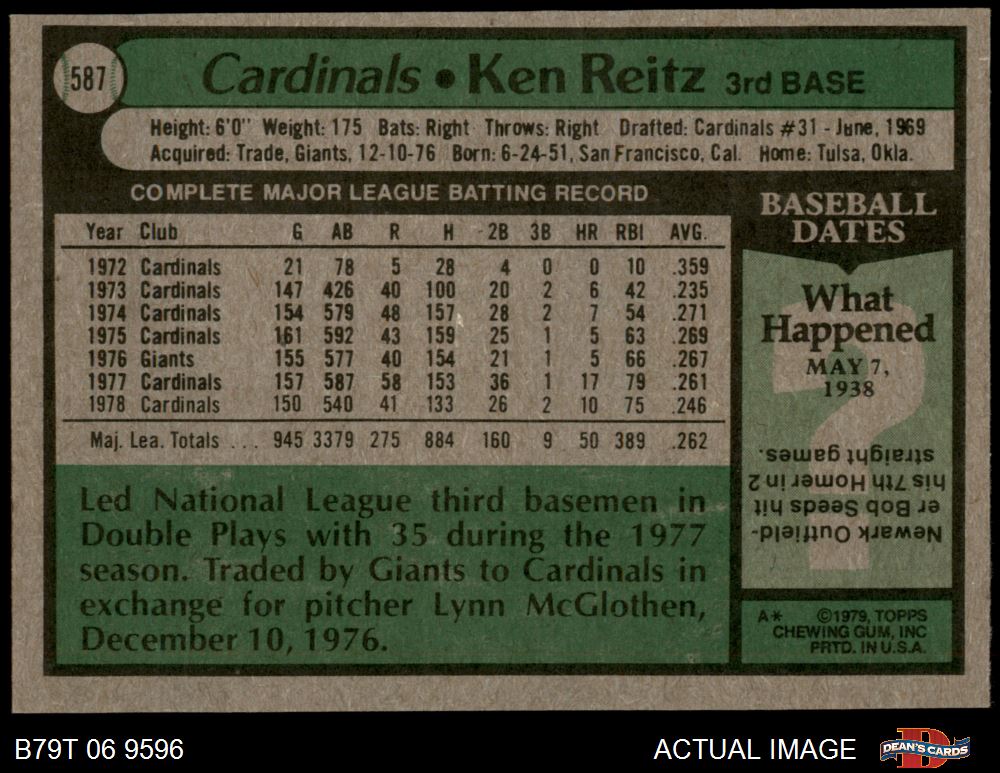 587
Cardinals • Ken Reitz 3rd BASE
Height: 6'0" Weight: 175 Bats: Right Throws: Right Drafted: Cardinals #31 - June, 1969
Acquired: Trade, Giants, 12-10-76 Born: 6-24-51, San Francisco, Cal. Home: Tulsa, Okla.
COMPLETE MAJOR LEAGUE BATTING RECORD
Year Club G AB R H 2B 3B HR RBI AVG.
1972 Cardinals 21 78 5 28 4 0 0 10 .359
1973 Cardinals 147 426 40 100 20 2 6 42 .235
1974 Cardinals 154 579 48 157 28 2 7 54 .271
1975 Cardinals 161 592 43 159 25 1 5 63 .269
1976 Giants 155 577 40 154 21 1 5 66 .267
1977 Cardinals 157 587 58 153 36 1 17 79 .261
1978 Cardinals 150 540 41 133 26 2 10 75 .246
Maj. Lea. Totals . . . 945 3379 275 884 160 9 50 389 .262
Led National League third basemen in
Double Plays with 35 during the 1977
season. Traded by Giants to Cardinals in
exchange for pitcher Lynn McGlothen,
December 10, 1976.
BASEBALL
DATES
What
Happened
MAY 7,
1938
?
Newark Outfield-
er Bob Seeds hit
his 7th Homer in 2
straight games.
A* ©1979, TOPPS
CHEWING GUM, INC
PRTD. IN U.S.A.
B79T 06 9596
ACTUAL IMAGE
DEAN'S CARDS